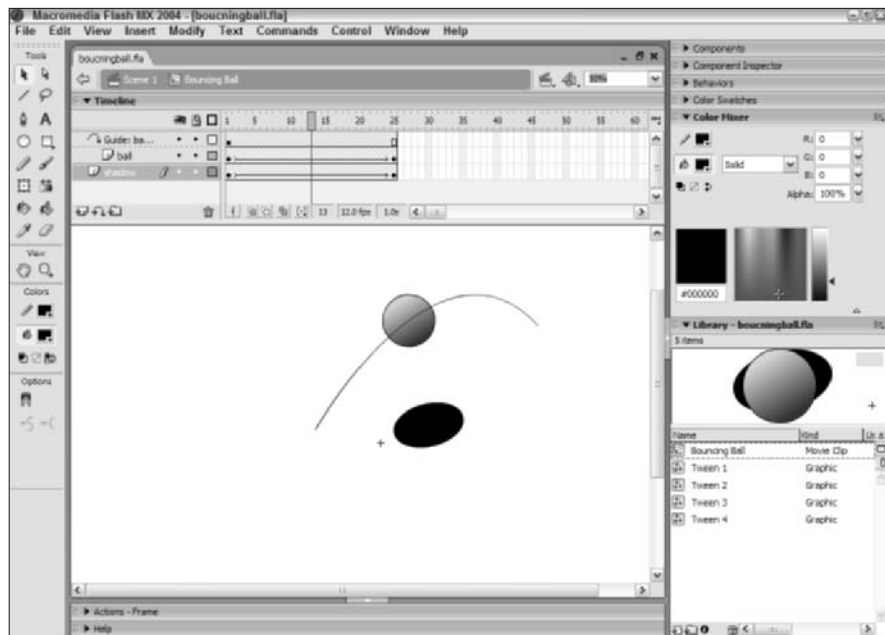 Macromedia Flash MX 2004 - [boucningball.fla]
File Edit View Insert Modify Text Commands Control Window Help
Tools
View
Colors
Options
boucningball.fla
Scene 1 Bouncing Ball
Timeline
1 5 10 15 20 25 30 35 40 45 50 55 60
Guide: ba...
ball
shadow
13 12.0 fps 1.0s
Components
Component Inspector
Behaviors
Color Swatches
Color Mixer
R: 0
Solid G: 0
B: 0
Alpha: 100%
#000000
Library - boucningball.fla
5 items
Name Kind
Bouncing Ball Movie Clip
Tween 1 Graphic
Tween 2 Graphic
Tween 3 Graphic
Tween 4 Graphic
Actions - Frame
Help